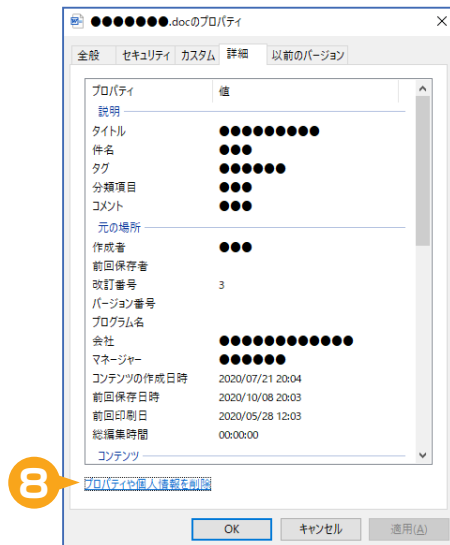 ●●●●●●●.docのプロパティ
全般 セキュリティ カスタム 詳細 以前のバージョン
プロパティ 値
説明
タイトル ●●●●●●●●●
件名 ●●●
タグ ●●●●●●
分類項目 ●●●
コメント ●●●
元の場所
作成者 ●●●
前回保存者
改訂番号 3
バージョン番号
プログラム名
会社 ●●●●●●●●●●●●
マネージャー ●●●●●●
コンテンツの作成日時 2020/07/21 20:04
前回保存日時 2020/10/08 20:03
前回印刷日 2020/05/28 12:03
総編集時間 00:00:00
コンテンツ
8 プロパティや個人情報を削除
OK キャンセル 適用(A)